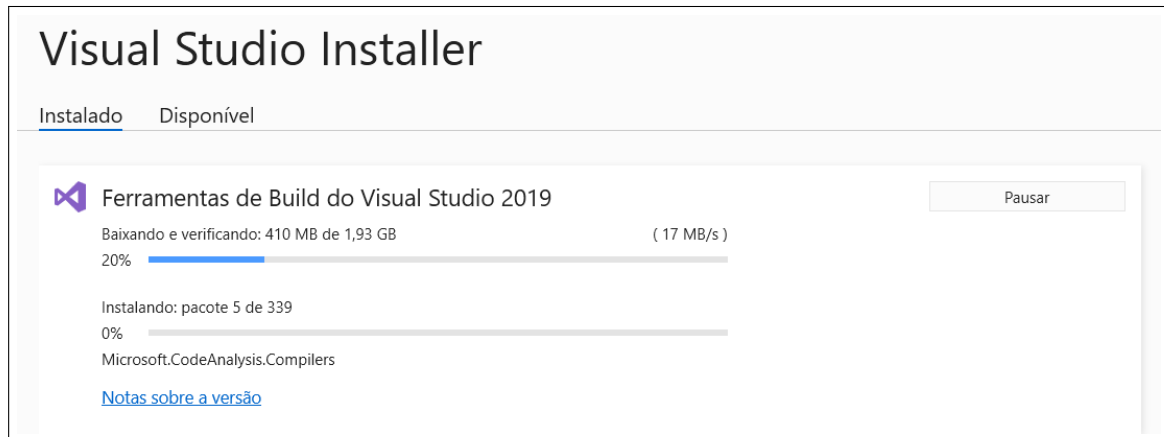 Visual Studio Installer
Instalado Disponível
Ferramentas de Build do Visual Studio 2019
Pausar
Baixando e verificando: 410 MB de 1,93 GB ( 17 MB/s )
20%
Instalando: pacote 5 de 339
0%
Microsoft.CodeAnalysis.Compilers
Notas sobre a versão